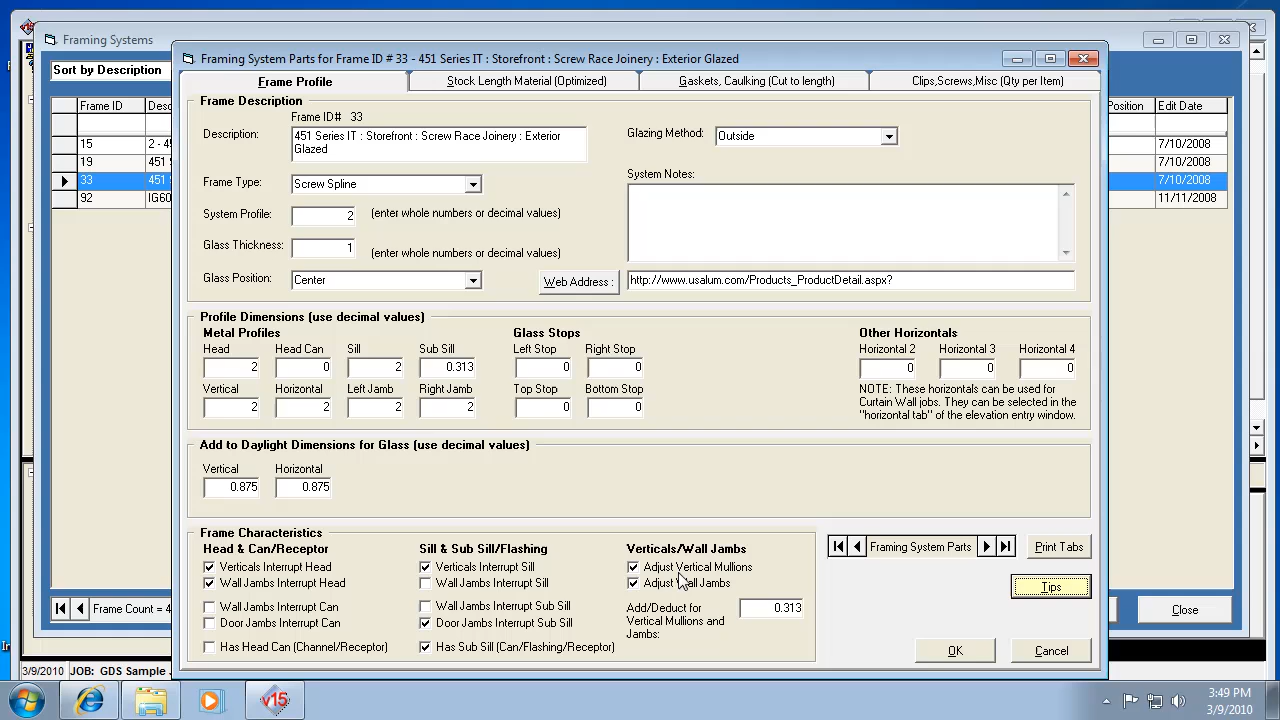 Framing Systems
Sort by Description
Frame ID
Desc
15
2 - 4
19
451
33
451
92
IG60
Position
Edit Date
7/10/2008
7/10/2008
7/10/2008
11/11/2008
Framing System Parts for Frame ID # 33 - 451 Series IT : Storefront : Screw Race Joinery : Exterior Glazed
Frame Profile
Stock Length Material (Optimized)
Gaskets, Caulking (Cut to length)
Clips,Screws,Misc (Qty per Item)
Frame Description
Frame ID# 33
Description:
451 Series IT : Storefront : Screw Race Joinery : Exterior
Glazed
Glazing Method:
Outside
Frame Type:
Screw Spline
System Notes:
System Profile:
2
(enter whole numbers or decimal values)
Glass Thickness:
1
(enter whole numbers or decimal values)
Glass Position:
Center
Web Address :
http://www.usalum.com/Products_ProductDetail.aspx?
Profile Dimensions (use decimal values)
Metal Profiles
Glass Stops
Other Horizontals
Head
Head Can
Sill
Sub Sill
Left Stop
Right Stop
Horizontal 2
Horizontal 3
Horizontal 4
2
0
2
0.313
0
0
0
0
0
Vertical
Horizontal
Left Jamb
Right Jamb
Top Stop
Bottom Stop
2
2
2
2
0
0
NOTE: These horizontals can be used for
Curtain Wall jobs. They can be selected in the
"horizontal tab" of the elevation entry window.
Add to Daylight Dimensions for Glass (use decimal values)
Vertical
Horizontal
0.875
0.875
Frame Characteristics
Head & Can/Receptor
Verticals Interrupt Head
Wall Jambs Interrupt Head
Wall Jambs Interrupt Can
Door Jambs Interrupt Can
Has Head Can (Channel/Receptor)
Sill & Sub Sill/Flashing
Verticals Interrupt Sill
Wall Jambs Interrupt Sill
Wall Jambs Interrupt Sub Sill
Door Jambs Interrupt Sub Sill
Has Sub Sill (Can/Flashing/Receptor)
Verticals/Wall Jambs
Adjust Vertical Mullions
Adjust Wall Jambs
Add/Deduct for
Vertical Mullions and
Jambs:
0.313
Framing System Parts
Print Tabs
Tips
OK
Cancel
Frame Count = 4
Close
3/9/2010
JOB: GDS Sample
v15
3:49 PM
3/9/2010